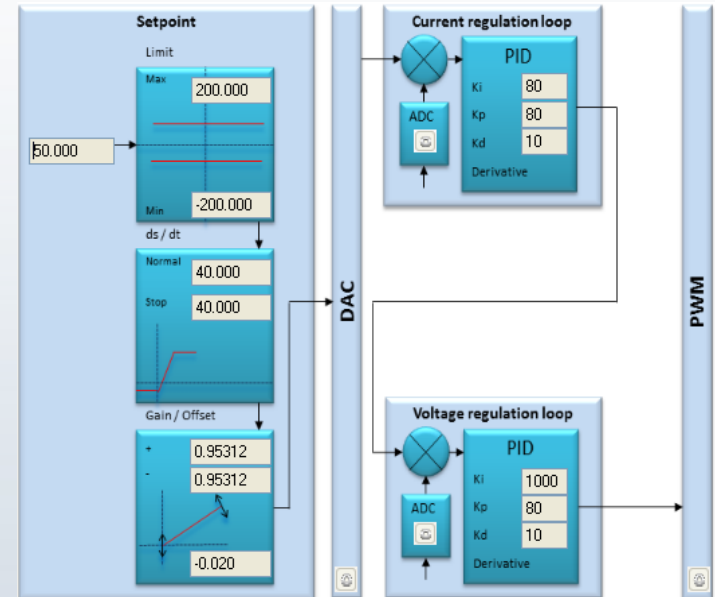 Setpoint
Limit
Max
200.000
50.000
Min
-200.000
ds / dt
Normal
40.000
Stop
40.000
Gain / Offset
+
0.95312
-
0.95312
-0.020
DAC
Current regulation loop
PID
Ki
80
ADC
Kp
80
Kd
10
Derivative
Voltage regulation loop
PID
Ki
1000
ADC
Kp
80
Kd
10
Derivative
PWM